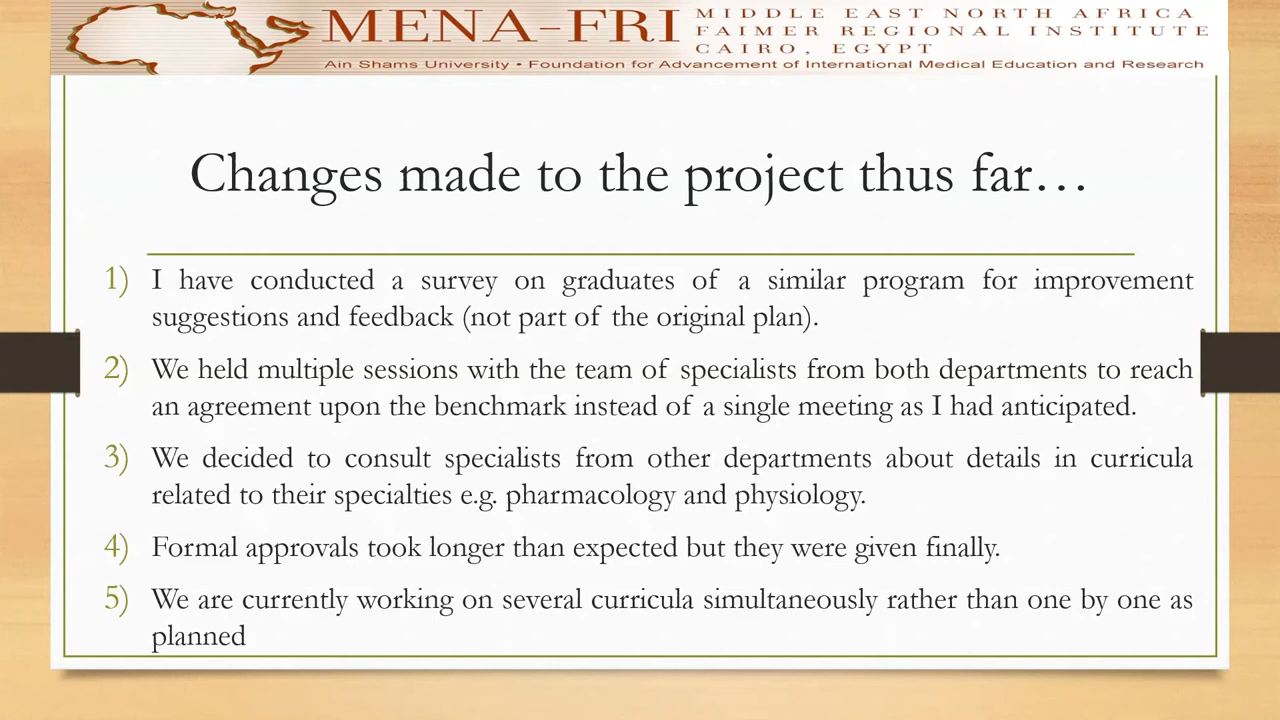 MENA-FRI
MIDDLE EAST NORTH AFRICA
FAIMER REGIONAL INSTITUTE
CAIRO, EGYPT
Ain Shams University • Foundation for Advancement of International Medical Education and Research
Changes made to the project thus far…
1) I have conducted a survey on graduates of a similar program for improvement
suggestions and feedback (not part of the original plan).
2) We held multiple sessions with the team of specialists from both departments to reach
an agreement upon the benchmark instead of a single meeting as I had anticipated.
3) We decided to consult specialists from other departments about details in curricula
related to their specialties e.g. pharmacology and physiology.
4) Formal approvals took longer than expected but they were given finally.
5) We are currently working on several curricula simultaneously rather than one by one as
planned